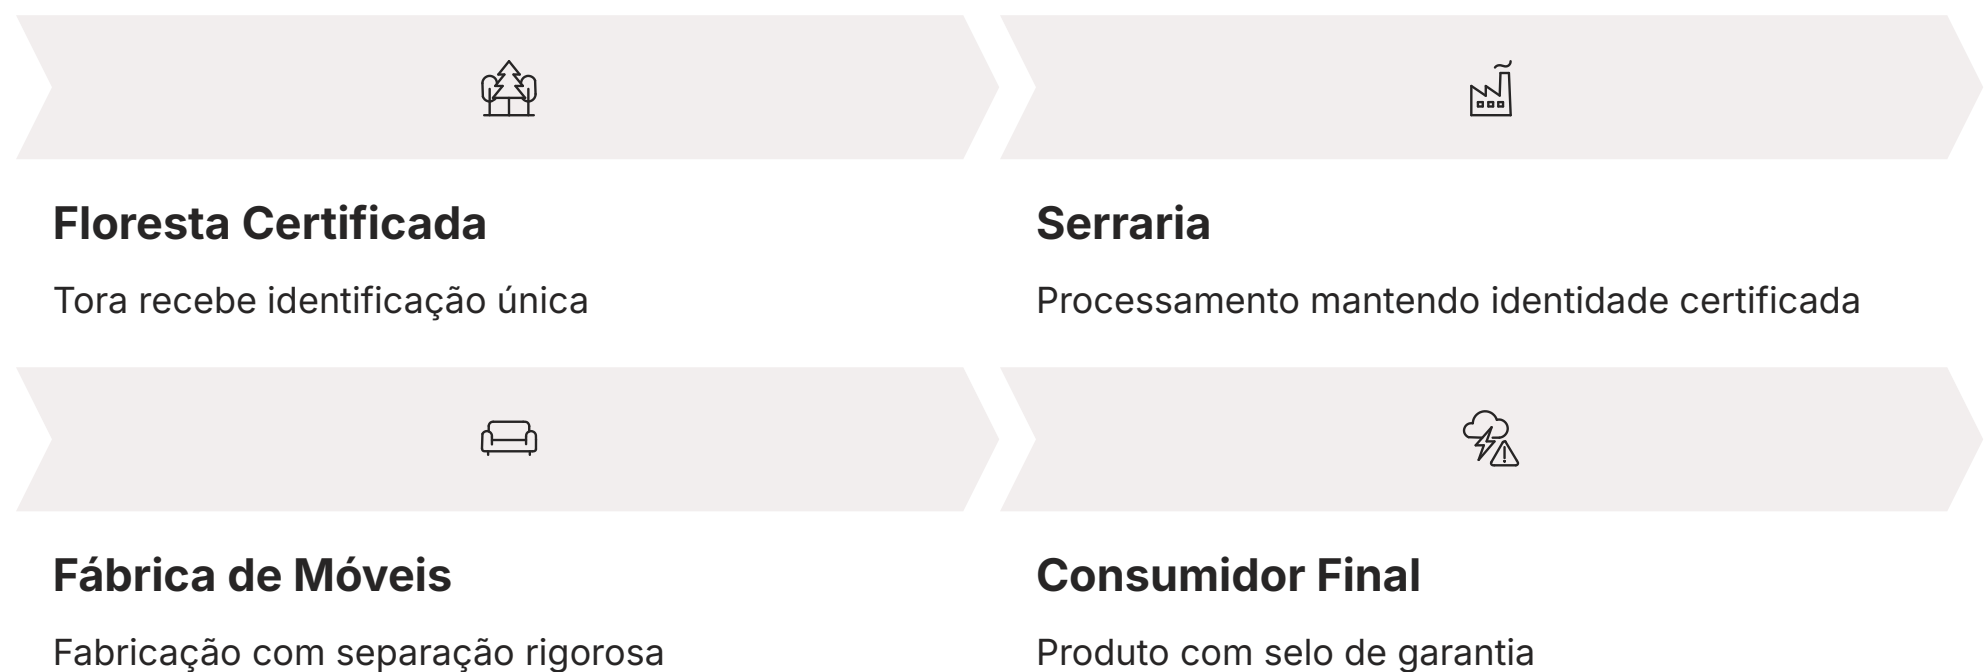 Floresta Certificada
Tora recebe identificação única
Serraria
Processamento mantendo identidade certificada
Fábrica de Móveis
Fabricação com separação rigorosa
Consumidor Final
Produto com selo de garantia